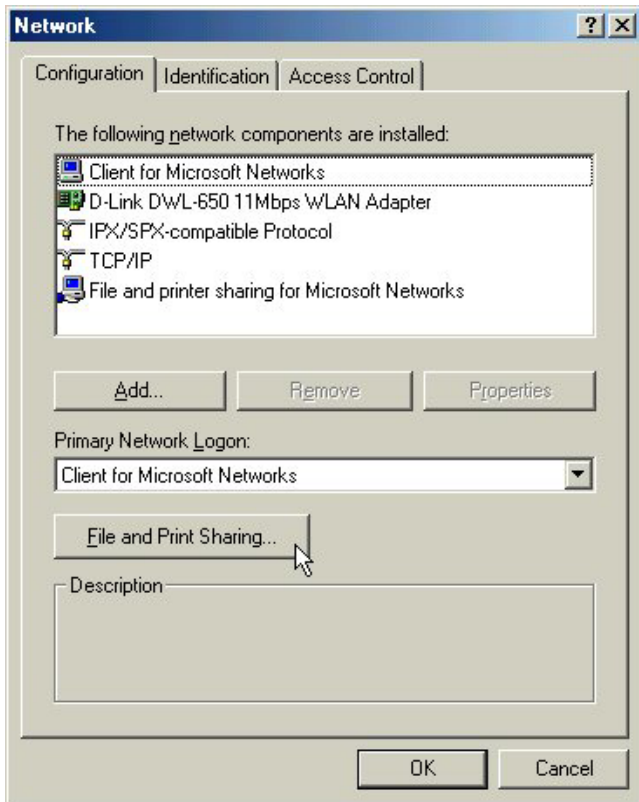 Network
Configuration Identification Access Control
The following network components are installed:
Client for Microsoft Networks
D-Link DWL-650 11Mbps WLAN Adapter
IPX/SPX-compatible Protocol
TCP/IP
File and printer sharing for Microsoft Networks
Add... Remove Properties
Primary Network Logon:
Client for Microsoft Networks
File and Print Sharing...
Description
OK Cancel